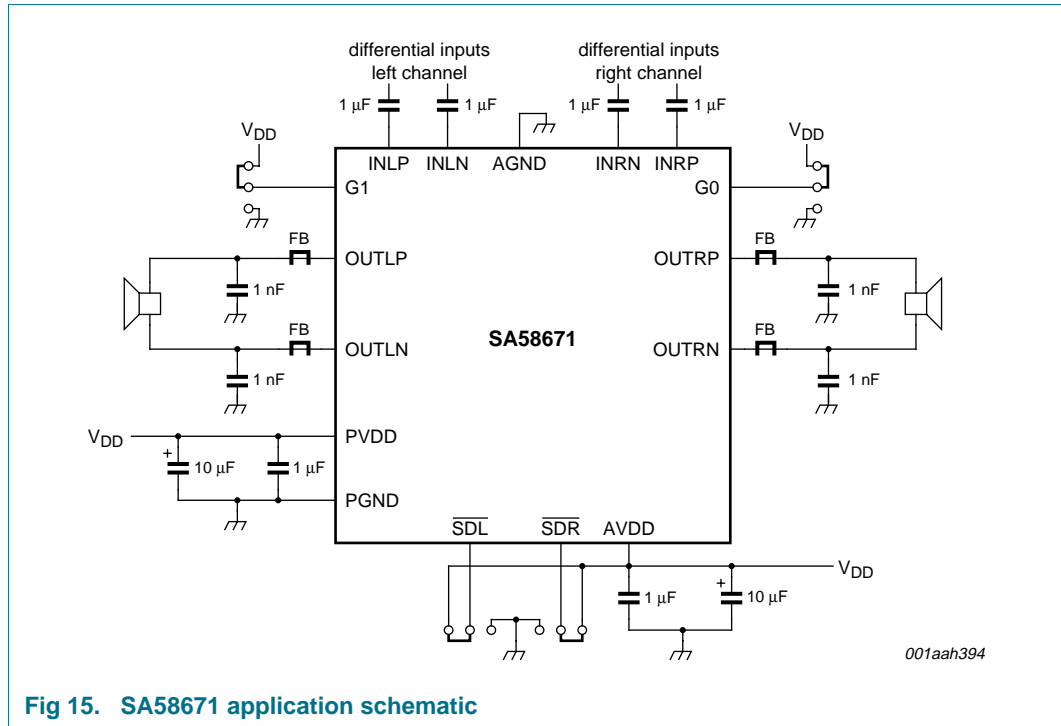 differential inputs
left channel
differential inputs
right channel
1 μF
1 μF
1 μF
1 μF
VDD
VDD
INLP
INLN
AGND
INRN
INRP
G1
G0
FB
OUTLP
OUTRP
FB
1 nF
1 nF
SA58671
FB
OUTLN
OUTRN
FB
1 nF
1 nF
VDD
PVDD
+
10 μF
1 μF
PGND
SDL
SDR
AVDD
VDD
1 μF
+
10 μF
001aah394
Fig 15. SA58671 application schematic